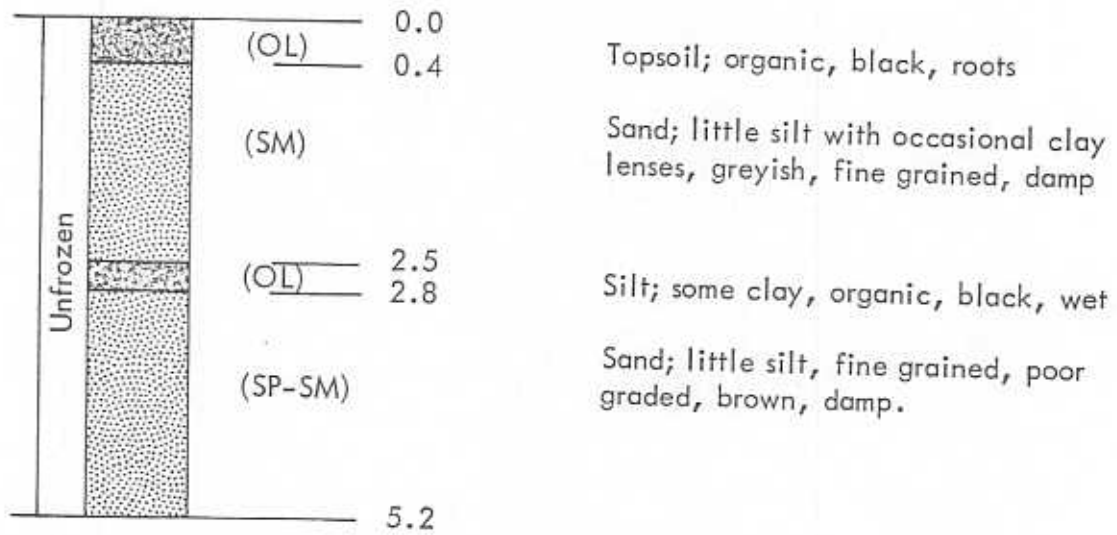 0.0
(OL)
0.4
Topsoil; organic, black, roots
(SM)
Sand; little silt with occasional clay
lenses, greyish, fine grained, damp
Unfrozen
2.5
(OL)
2.8
Silt; some clay, organic, black, wet
(SP-SM)
Sand; little silt, fine grained, poor
graded, brown, damp.
5.2